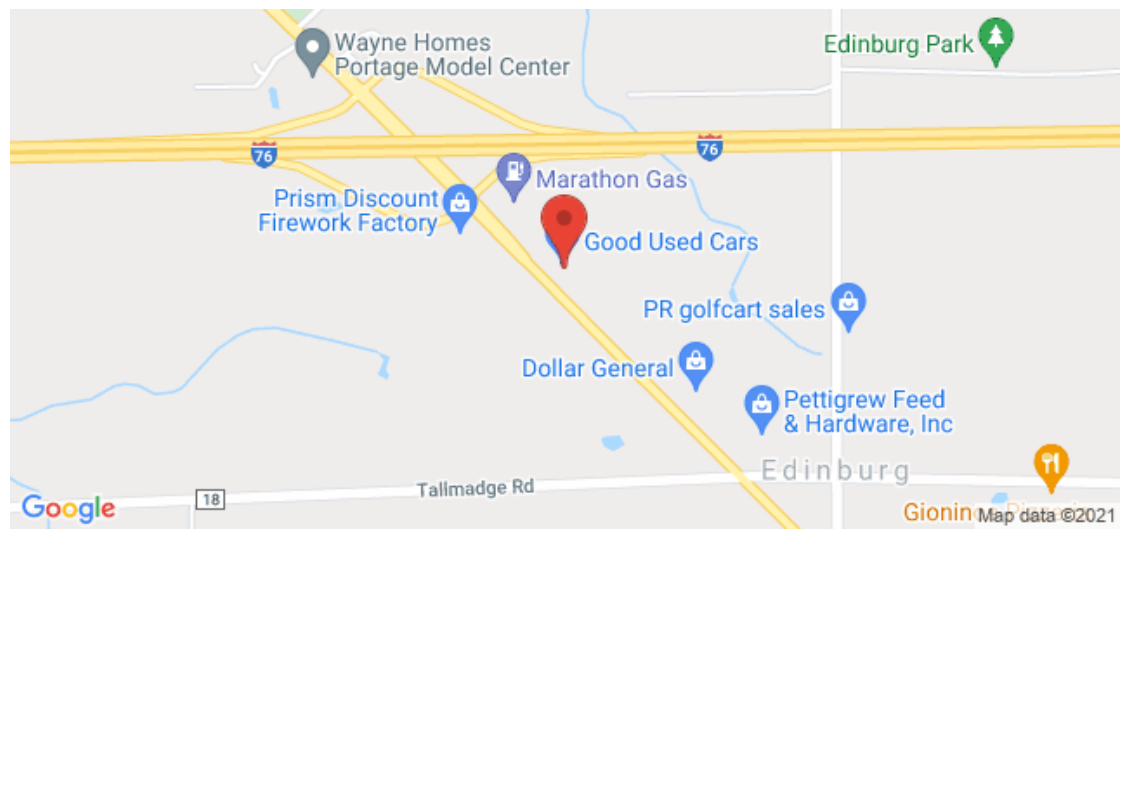 Wayne Homes
Portage Model Center
Edinburg Park
76
76
Marathon Gas
Prism Discount
Firework Factory
Good Used Cars
PR golfcart sales
Dollar General
Pettigrew Feed
& Hardware, Inc
Edinburg
Tallmadge Rd
18
Google
Map data ©2021